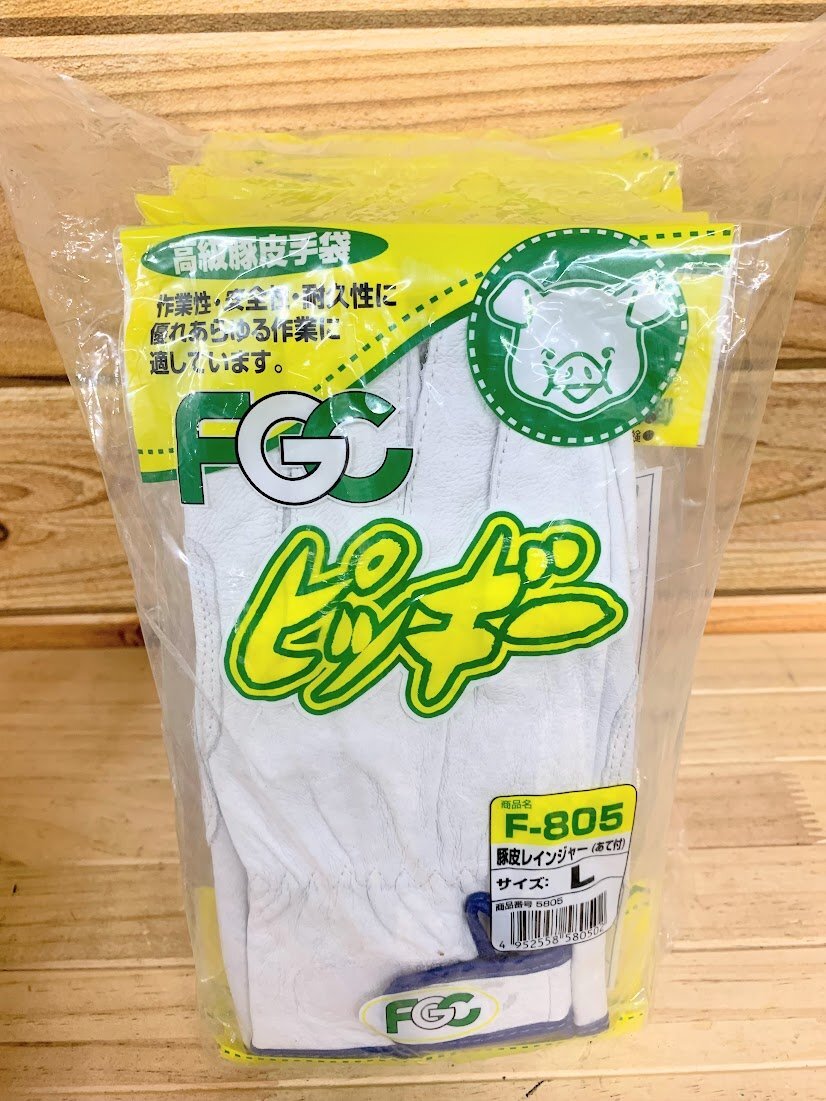 高級豚皮手袋
作業性・安全性・耐久性に
優れあらゆる作業に
適しています。
FGC
ピッギー
商品名
F-805
豚皮レインジャー(あて付)
サイズ: L
商品番号 5805
4 952558 580506
FGC